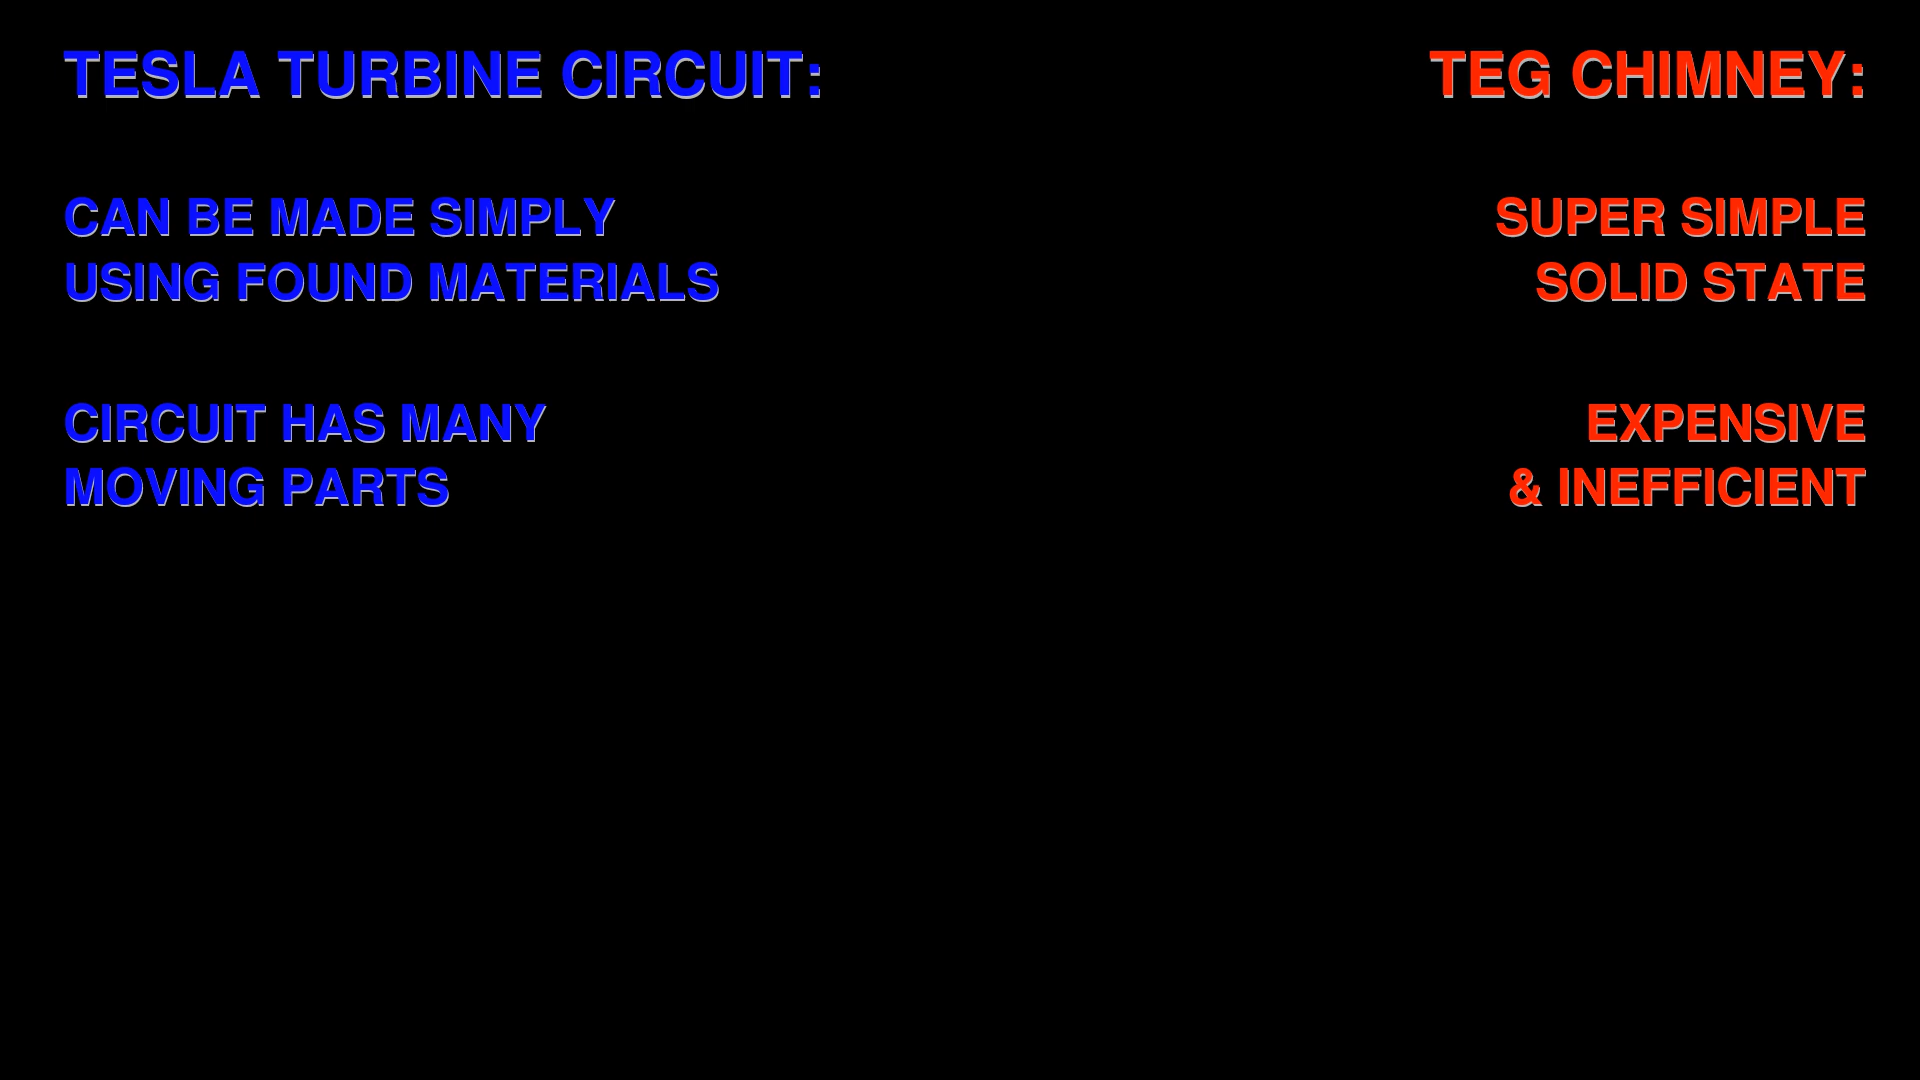 TESLA TURBINE CIRCUIT:
CAN BE MADE SIMPLY
USING FOUND MATERIALS
CIRCUIT HAS MANY
MOVING PARTS
TEG CHIMNEY:
SUPER SIMPLE
SOLID STATE
EXPENSIVE
& INEFFICIENT